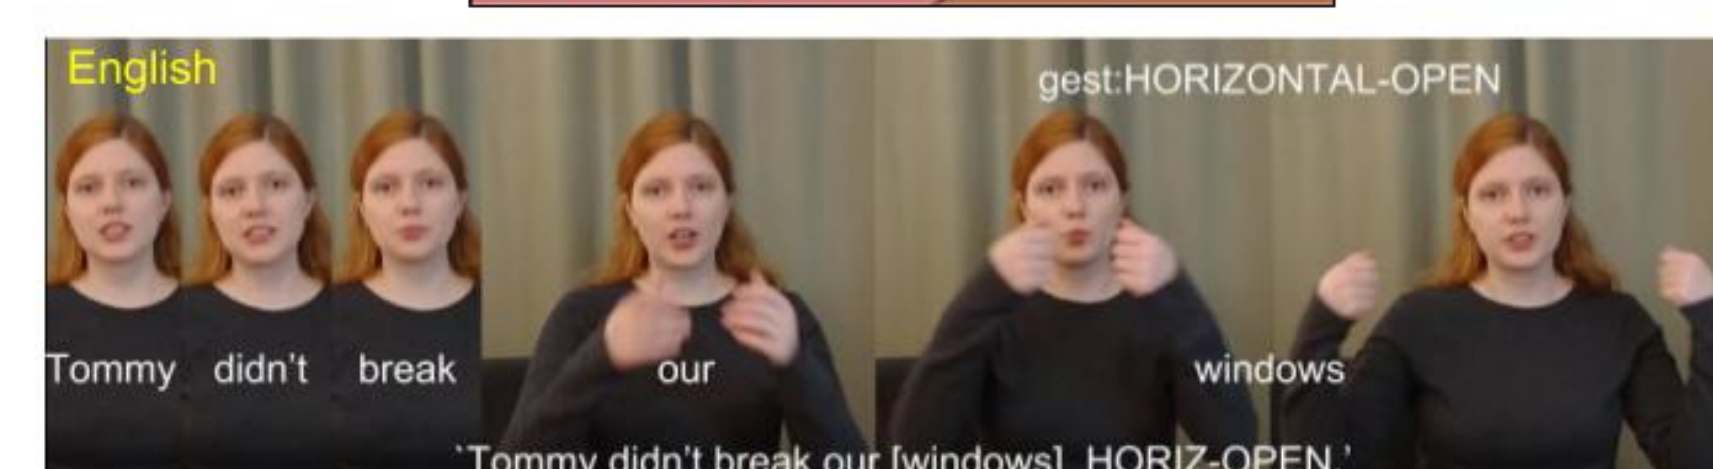 English
gest:HORIZONTAL-OPEN
Tommy didn't break our windows
`Tommy didn't break our [windows]_HORIZ-OPEN.'